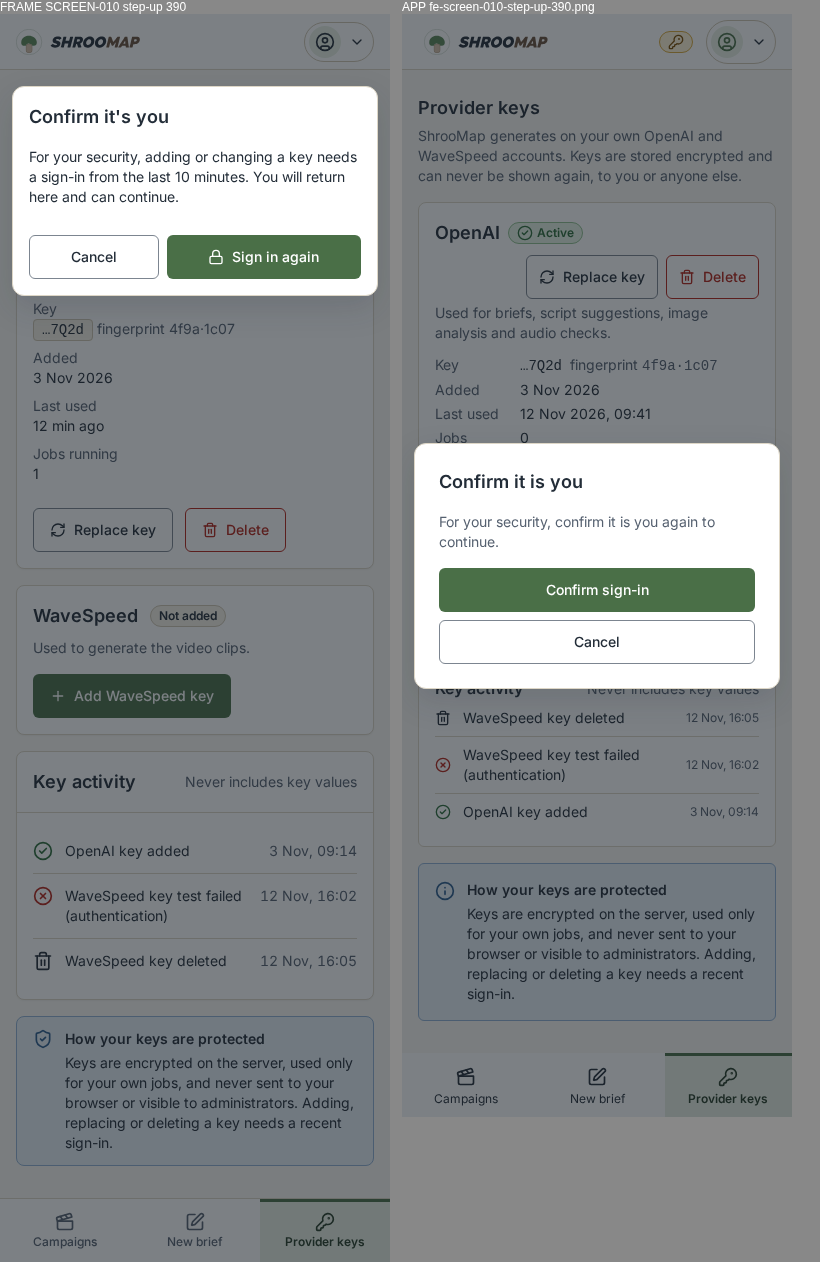 FRAME SCREEN-010 step-up 390
SHROOMAP
Confirm it's you
For your security, adding or changing a key needs
a sign-in from the last 10 minutes. You will return
here and can continue.
Cancel
Sign in again
Key
…7Q2d fingerprint 4f9a·1c07
Added
3 Nov 2026
Last used
12 min ago
Jobs running
1
Replace key
Delete
WaveSpeed
Not added
Used to generate the video clips.
Add WaveSpeed key
Key activity
Never includes key values
OpenAI key added
3 Nov, 09:14
WaveSpeed key test failed
(authentication)
12 Nov, 16:02
WaveSpeed key deleted
12 Nov, 16:05
How your keys are protected
Keys are encrypted on the server, used only
for your own jobs, and never sent to your
browser or visible to administrators. Adding,
replacing or deleting a key needs a recent
sign-in.
Campaigns
New brief
Provider keys
APP fe-screen-010-step-up-390.png
SHROOMAP
Provider keys
ShrooMap generates on your own OpenAI and
WaveSpeed accounts. Keys are stored encrypted and
can never be shown again, to you or anyone else.
OpenAI
Active
Replace key
Delete
Used for briefs, script suggestions, image
analysis and audio checks.
Key
…7Q2d fingerprint 4f9a·1c07
Added
3 Nov 2026
Last used
12 Nov 2026, 09:41
Jobs
0
Confirm it is you
For your security, confirm it is you again to
continue.
Confirm sign-in
Cancel
Key activity
Never includes key values
WaveSpeed key deleted
12 Nov, 16:05
WaveSpeed key test failed
(authentication)
12 Nov, 16:02
OpenAI key added
3 Nov, 09:14
How your keys are protected
Keys are encrypted on the server, used only
for your own jobs, and never sent to your
browser or visible to administrators. Adding,
replacing or deleting a key needs a recent
sign-in.
Campaigns
New brief
Provider keys